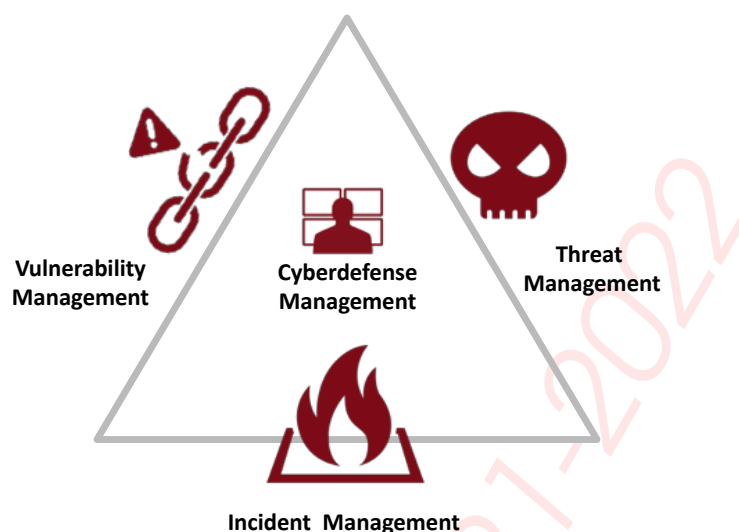 Vulnerability
Management
Cyberdefense
Management
Threat
Management
Incident Management